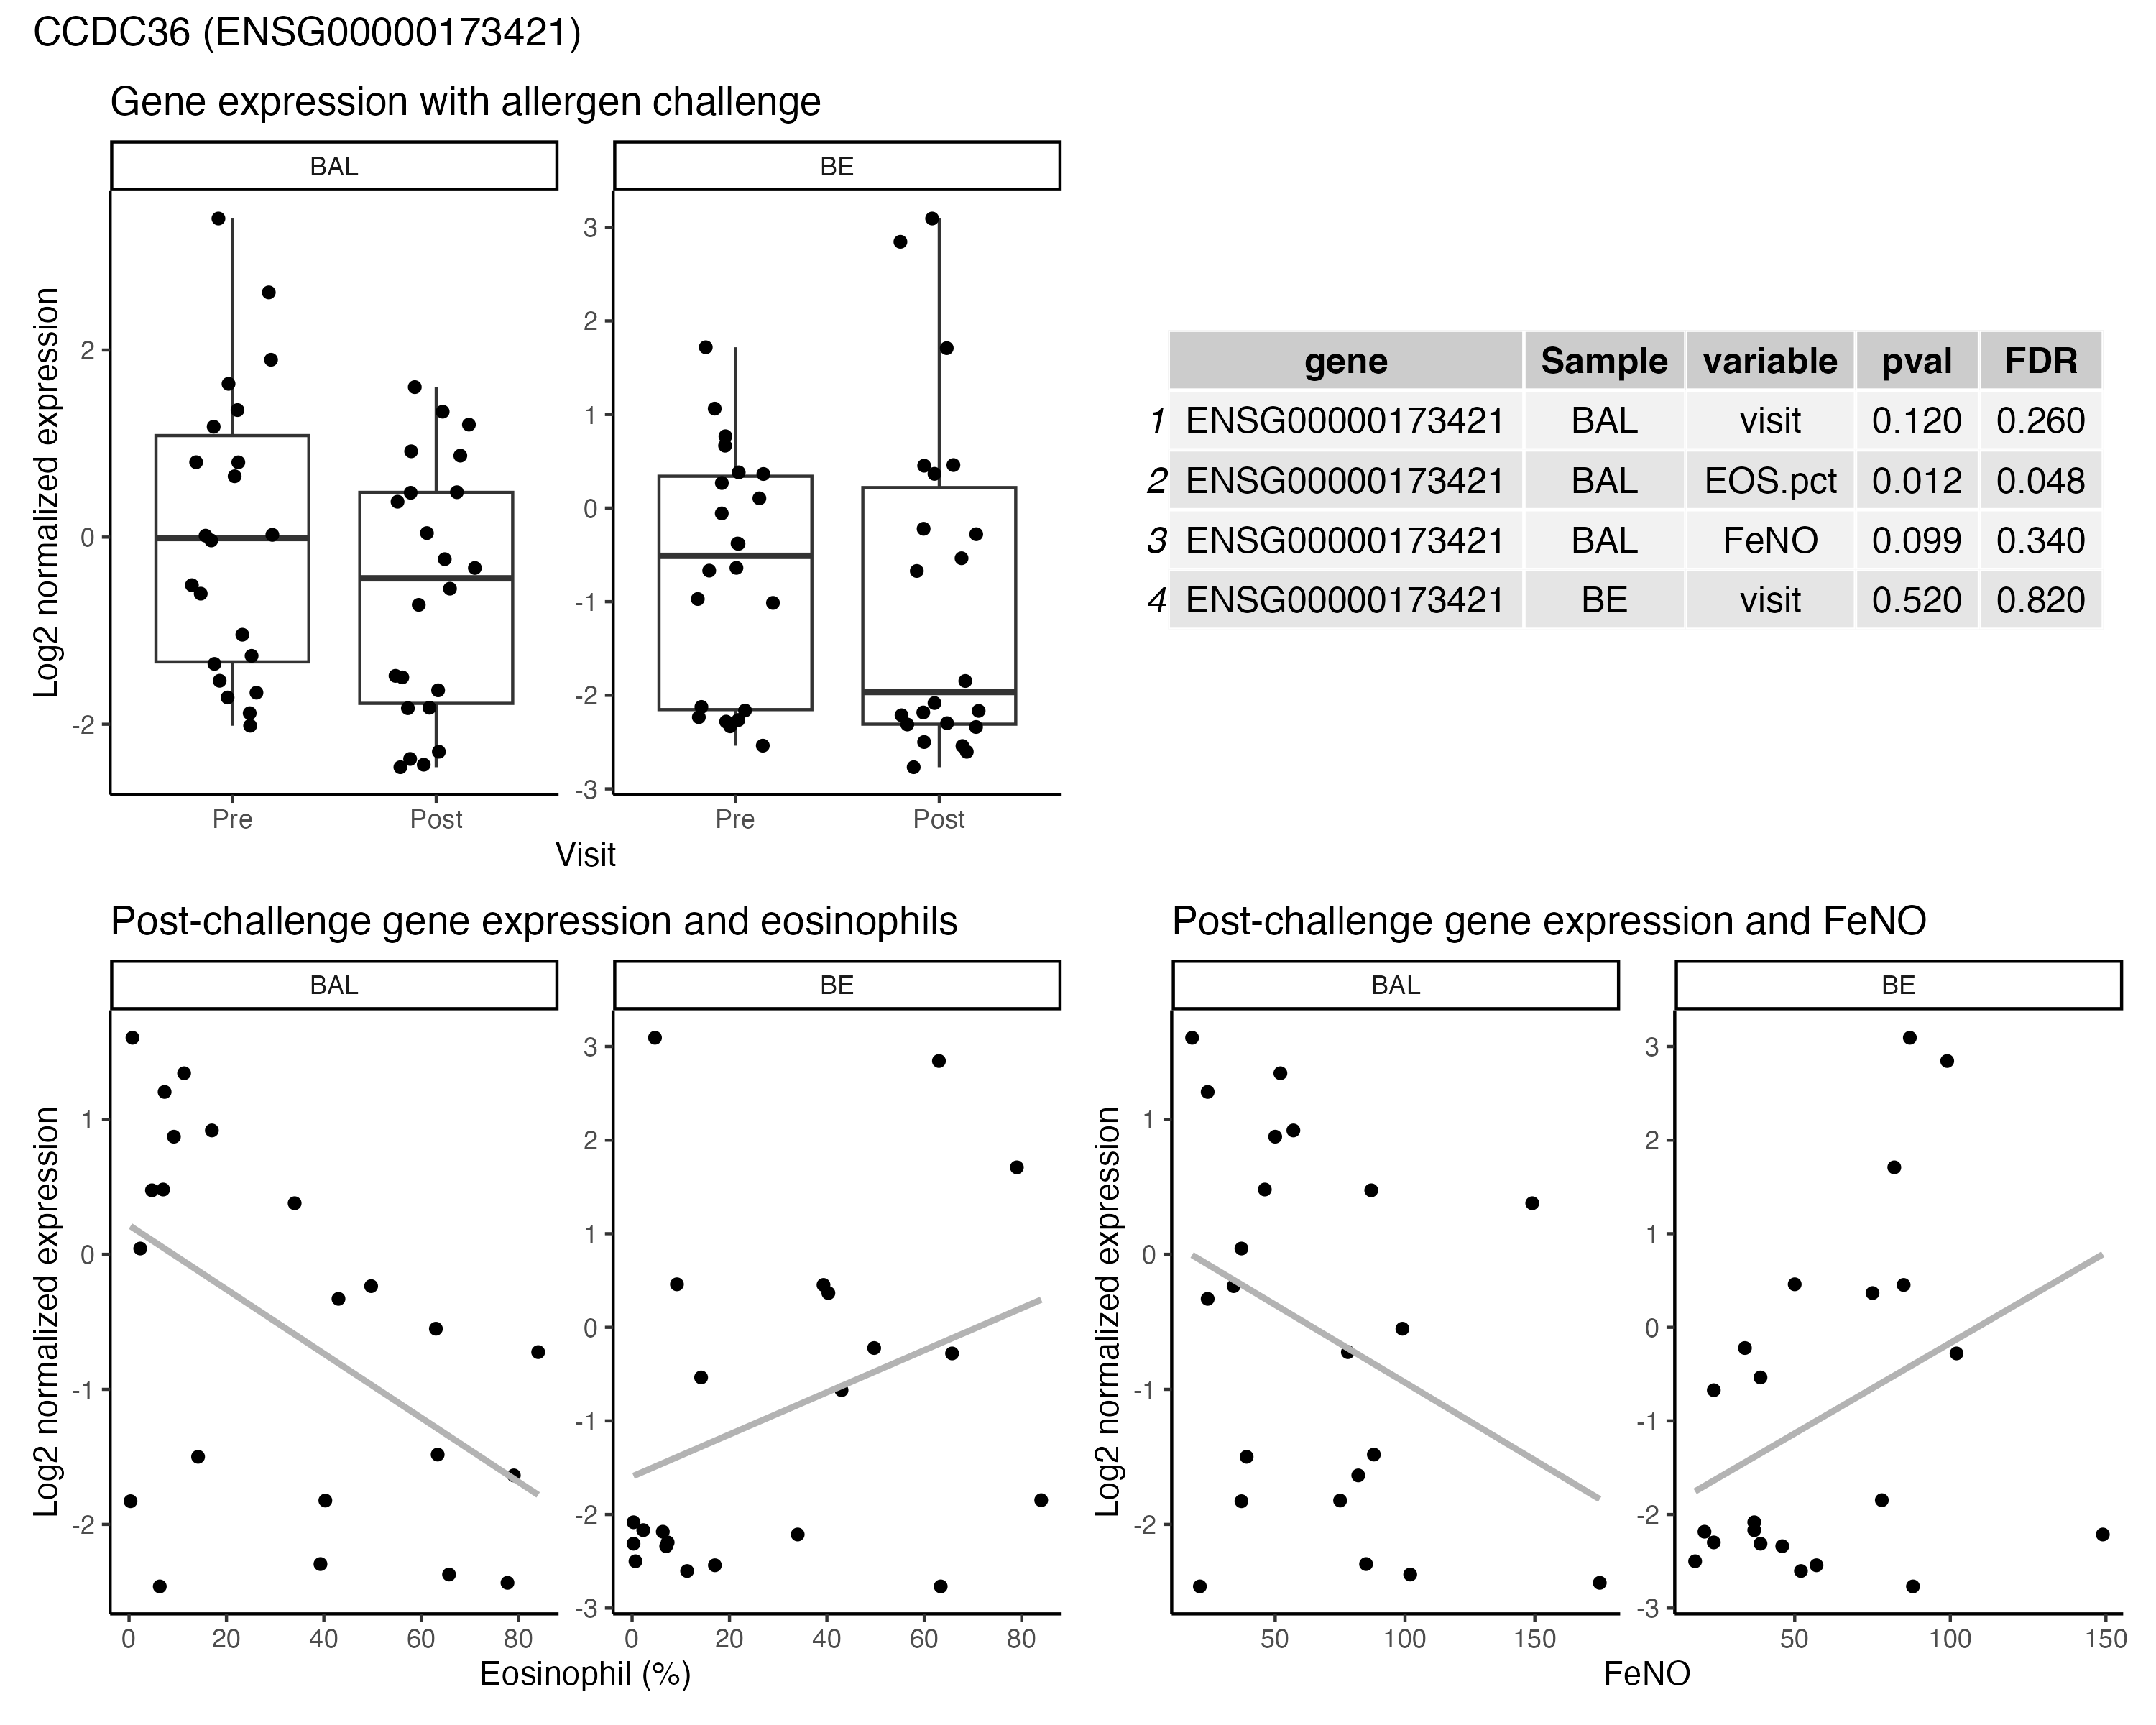 CCDC36 (ENSG00000173421)
Gene expression with allergen challenge
BAL
BE
Log2 normalized expression
2
0
-2
3
2
1
0
-1
-2
-3
Pre
Post
Pre
Post
Visit
gene Sample variable pval FDR
1 ENSG00000173421 BAL visit 0.120 0.260
2 ENSG00000173421 BAL EOS.pct 0.012 0.048
3 ENSG00000173421 BAL FeNO 0.099 0.340
4 ENSG00000173421 BE visit 0.520 0.820
Post-challenge gene expression and eosinophils
BAL
BE
Log2 normalized expression
1
0
-1
-2
3
2
1
0
-1
-2
-3
0 20 40 60 80
0 20 40 60 80
Eosinophil (%)
Post-challenge gene expression and FeNO
BAL
BE
Log2 normalized expression
1
0
-1
-2
3
2
1
0
-1
-2
-3
50 100 150
50 100 150
FeNO